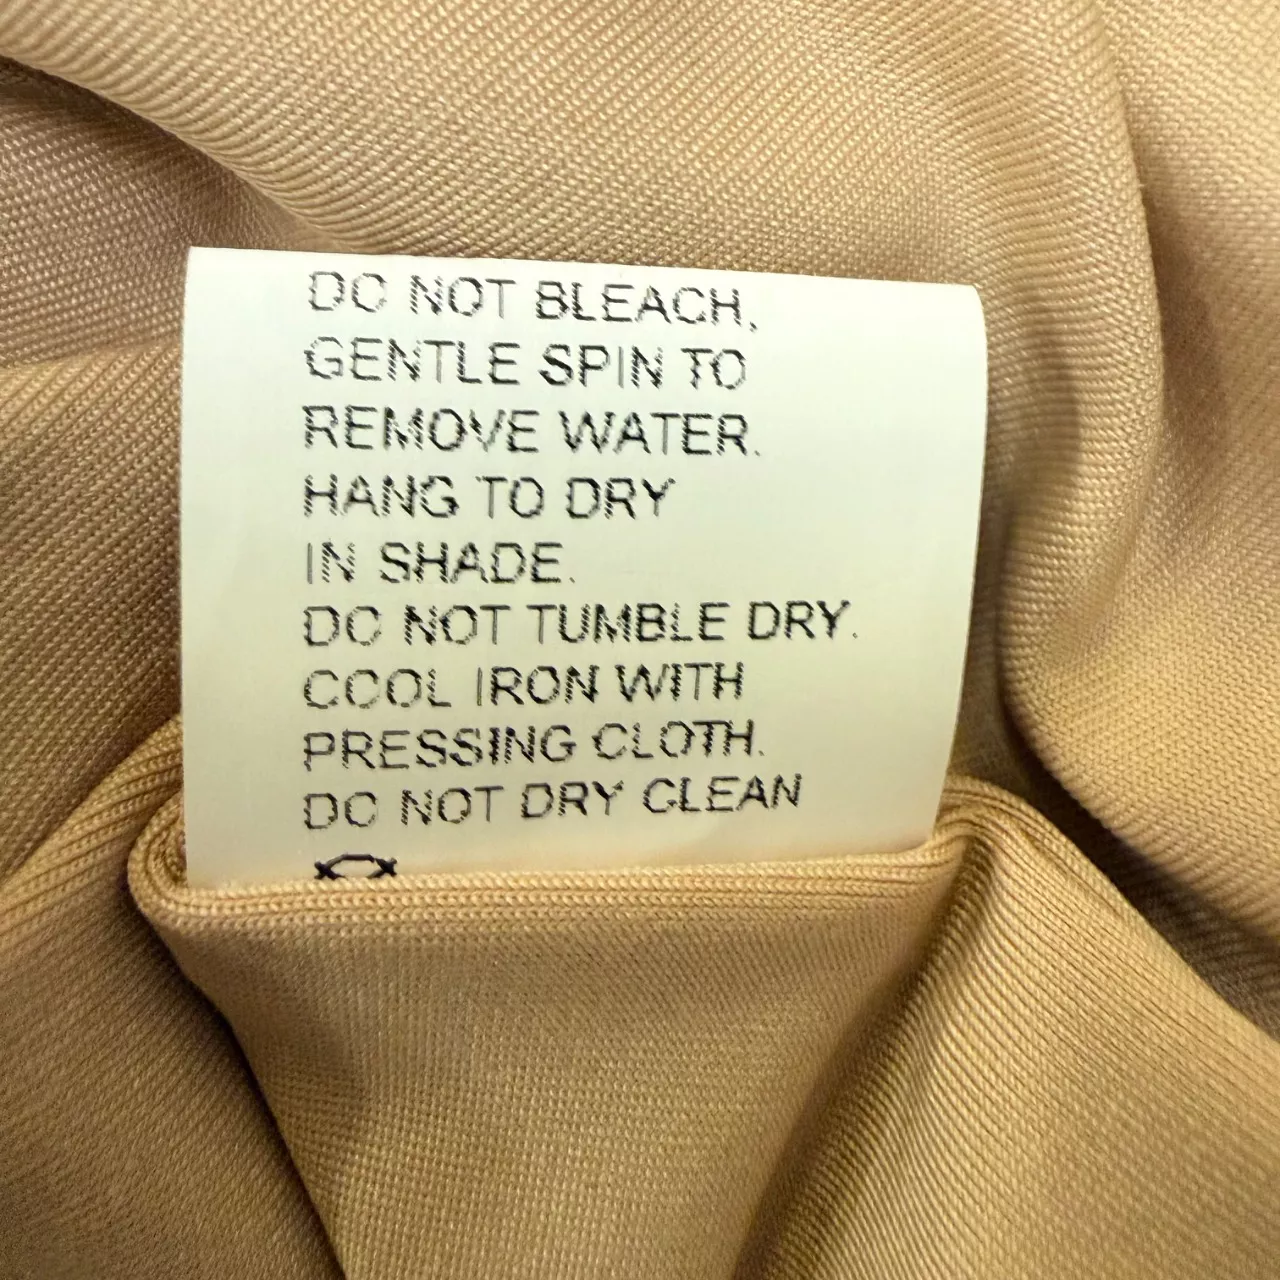 DO NOT BLEACH,
GENTLE SPIN TO
REMOVE WATER.
HANG TO DRY
IN SHADE.
DO NOT TUMBLE DRY.
COOL IRON WITH
PRESSING CLOTH.
DO NOT DRY CLEAN